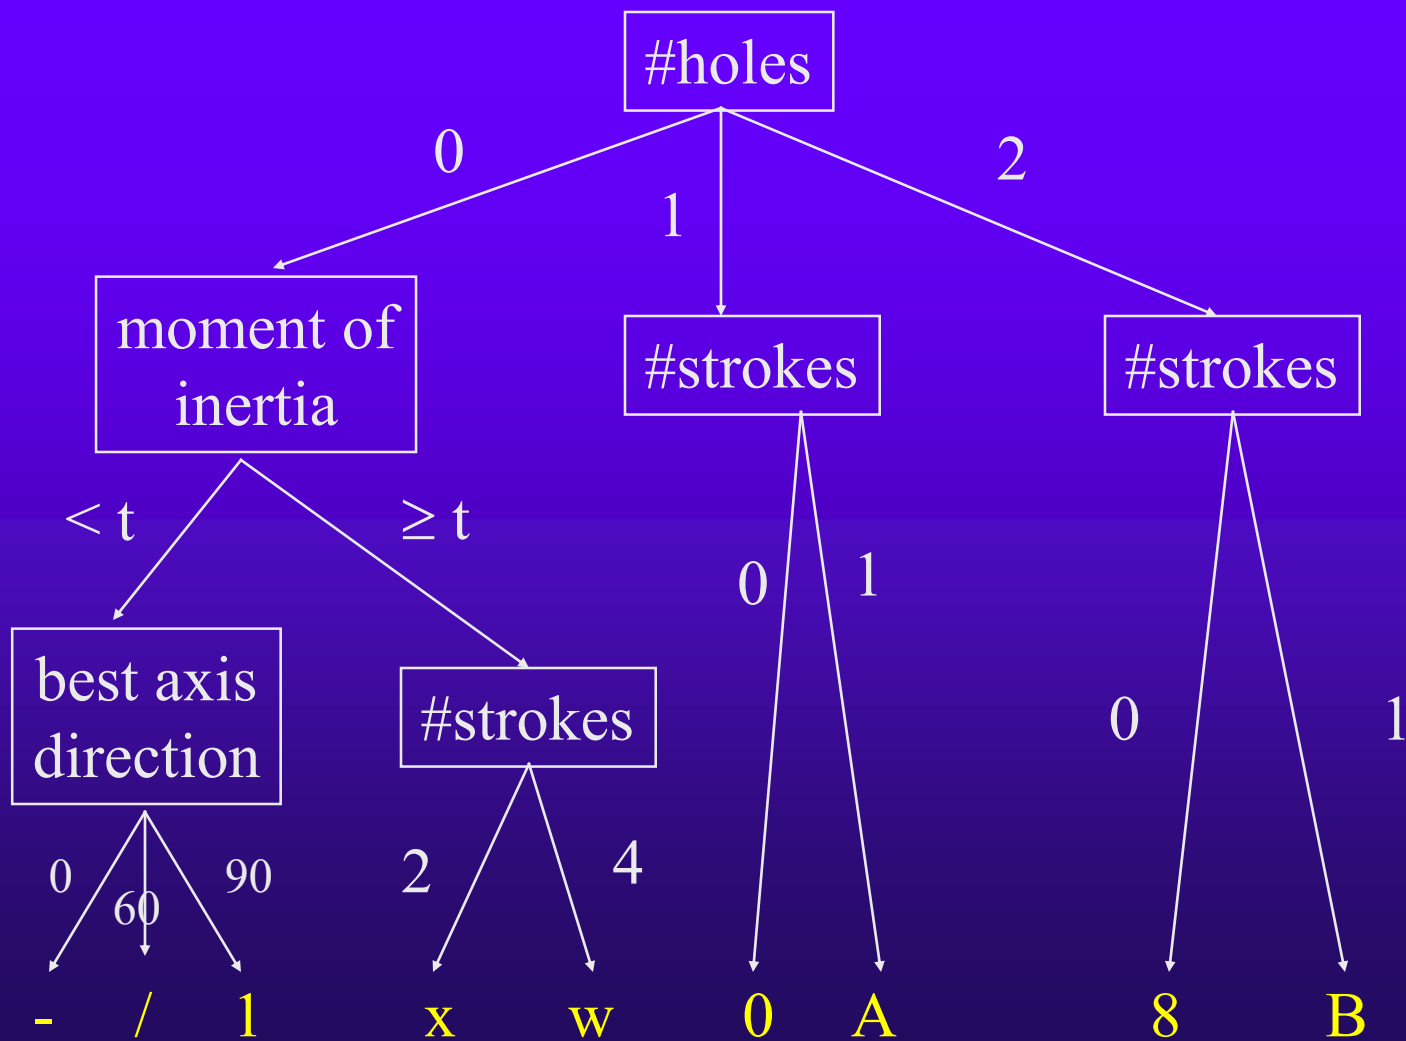 #holes
0
1
2
moment of
inertia
#strokes
#strokes
< t
≥ t
0
1
best axis
direction
#strokes
0
1
0
60
90
2
4
- / 1 x w 0 A 8 B